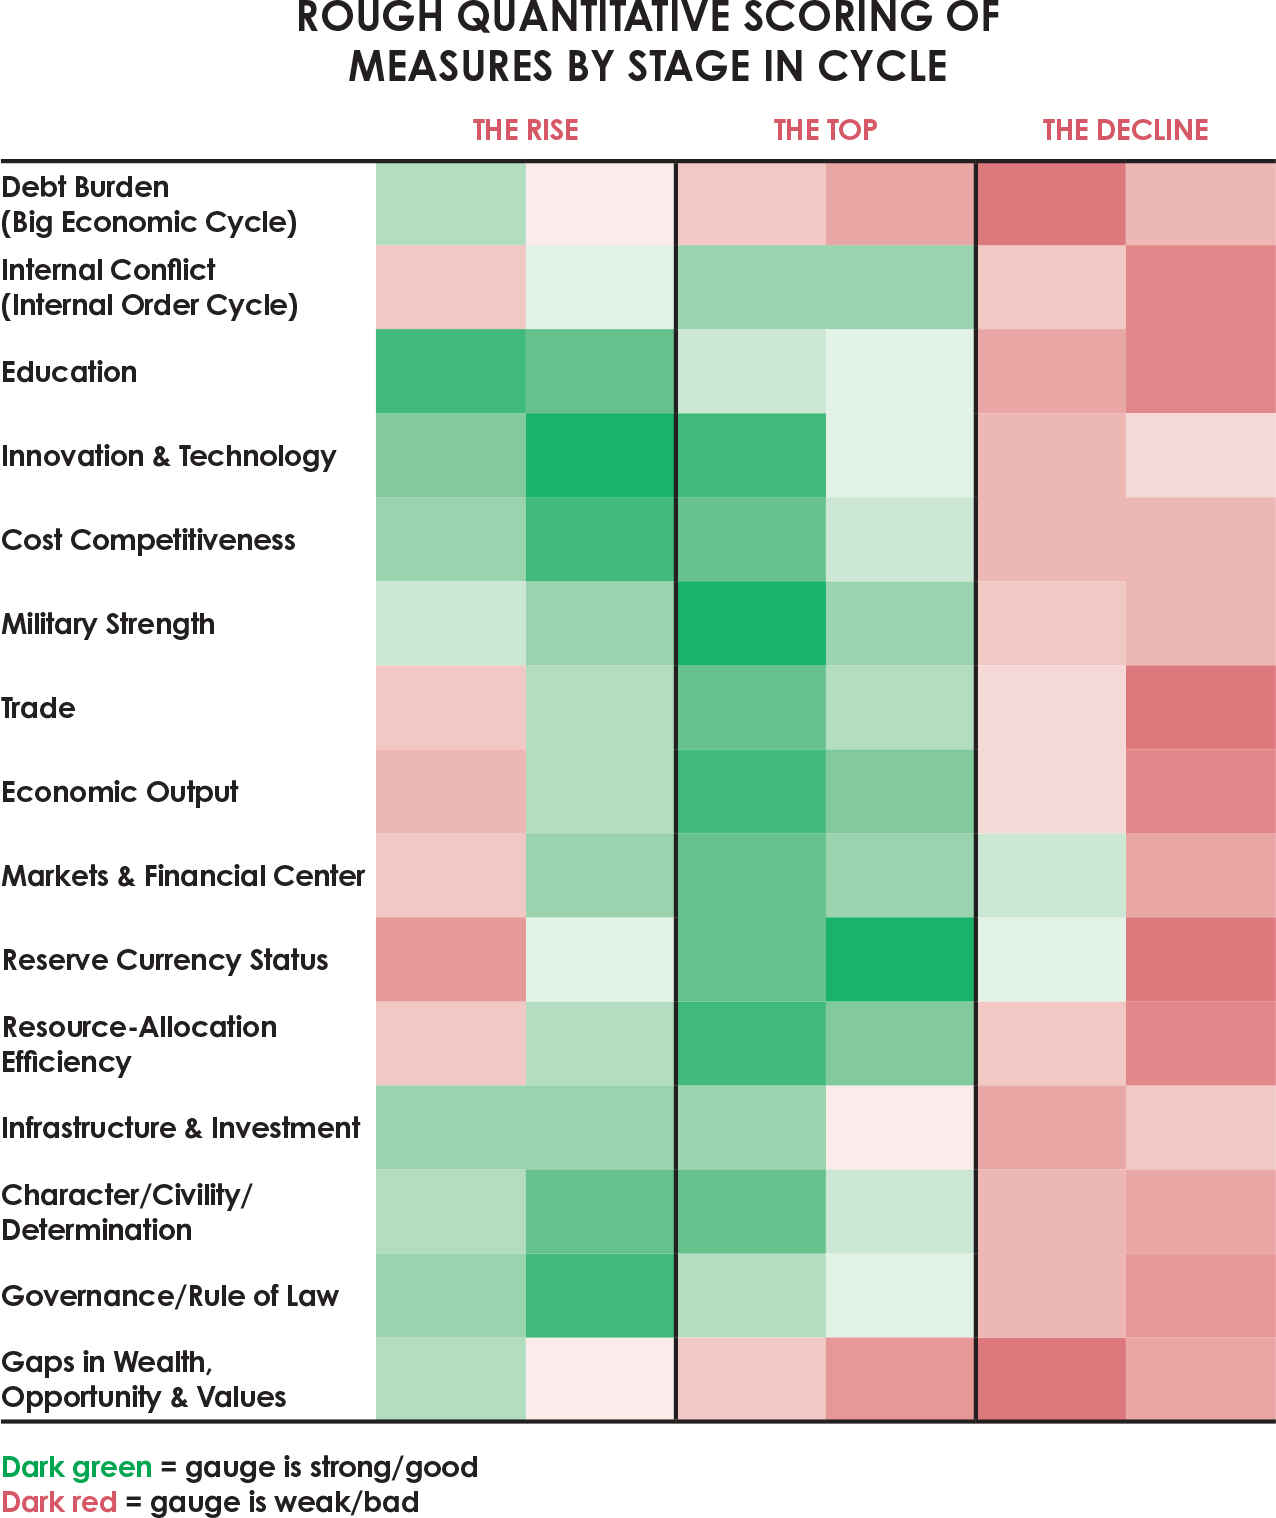 ROUGH QUANTITATIVE SCORING OF
MEASURES BY STAGE IN CYCLE
THE RISE THE TOP THE DECLINE
Debt Burden
(Big Economic Cycle)
Internal Conflict
(Internal Order Cycle)
Education
Innovation & Technology
Cost Competitiveness
Military Strength
Trade
Economic Output
Markets & Financial Center
Reserve Currency Status
Resource-Allocation
Efficiency
Infrastructure & Investment
Character/Civility/
Determination
Governance/Rule of Law
Gaps in Wealth,
Opportunity & Values
Dark green = gauge is strong/good
Dark red = gauge is weak/bad